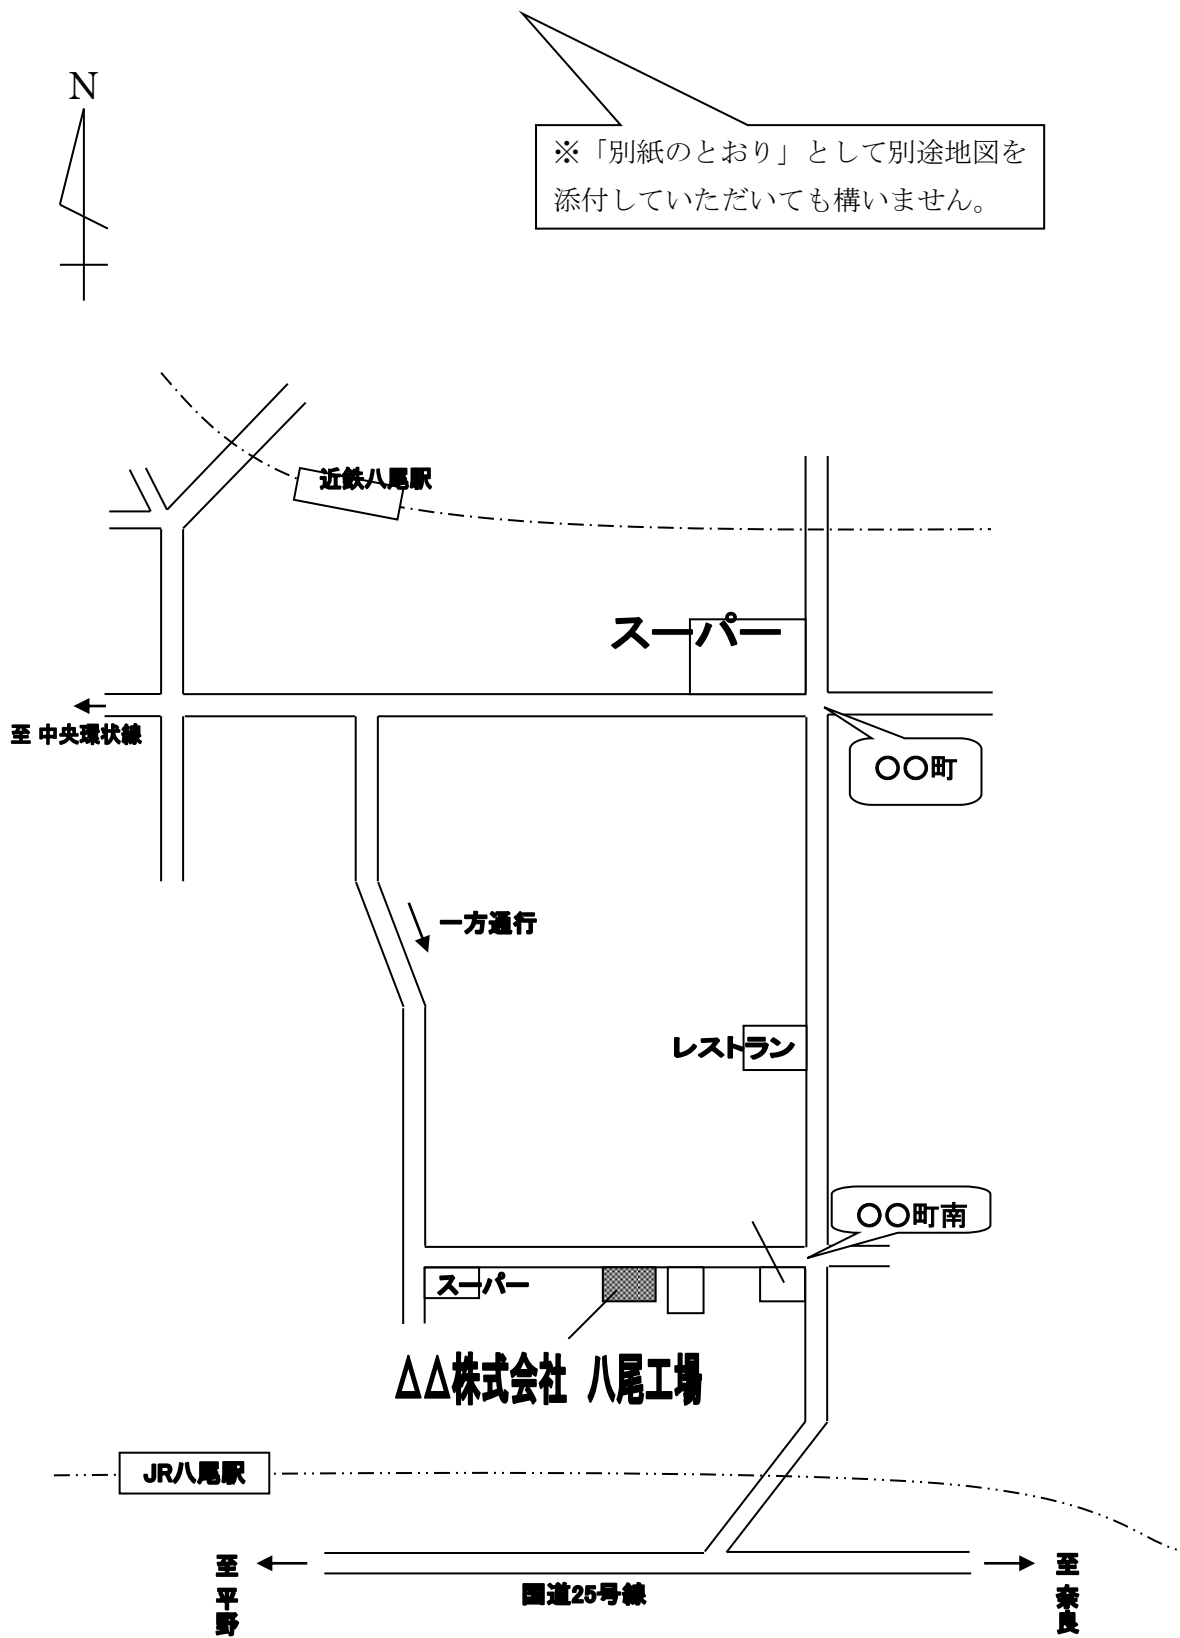 N
※「別紙のとおり」として別途地図を
添付していただいても構いません。
近鉄八尾駅
スーパー
至 中央環状線
〇〇町
一方通行
レストラン
〇〇町南
スーパー
△△株式会社 八尾工場
JR八尾駅
至 平野
国道25号線
至 奈良